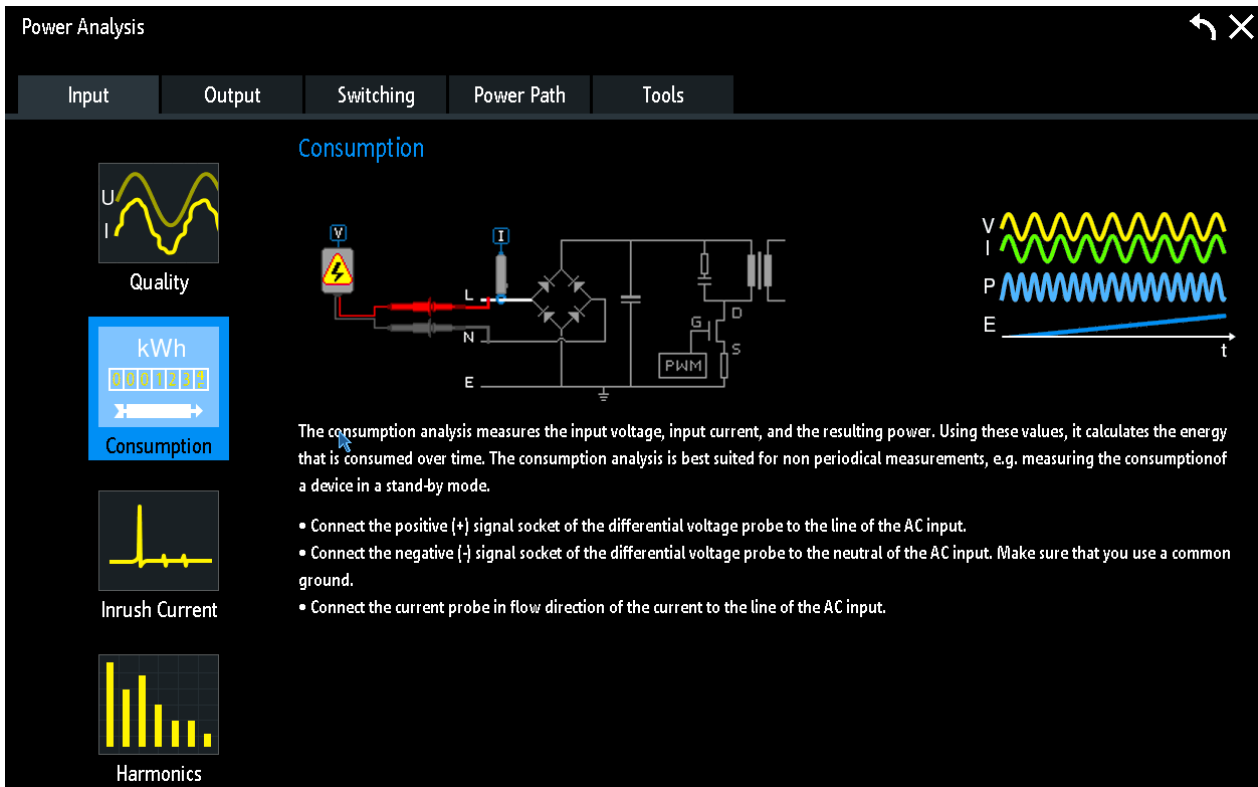 Power Analysis
Input
Output
Switching
Power Path
Tools
U
I
Quality
kWh
Consumption
Inrush Current
Harmonics
Consumption
V
I
L
N
E
G
D
S
PWM
V
I
P
E
t
The consumption analysis measures the input voltage, input current, and the resulting power. Using these values, it calculates the energy
that is consumed over time. The consumption analysis is best suited for non periodical measurements, e.g. measuring the consumptionof
a device in a stand-by mode.
• Connect the positive (+) signal socket of the differential voltage probe to the line of the AC input.
• Connect the negative (-) signal socket of the differential voltage probe to the neutral of the AC input. Make sure that you use a common
ground.
• Connect the current probe in flow direction of the current to the line of the AC input.